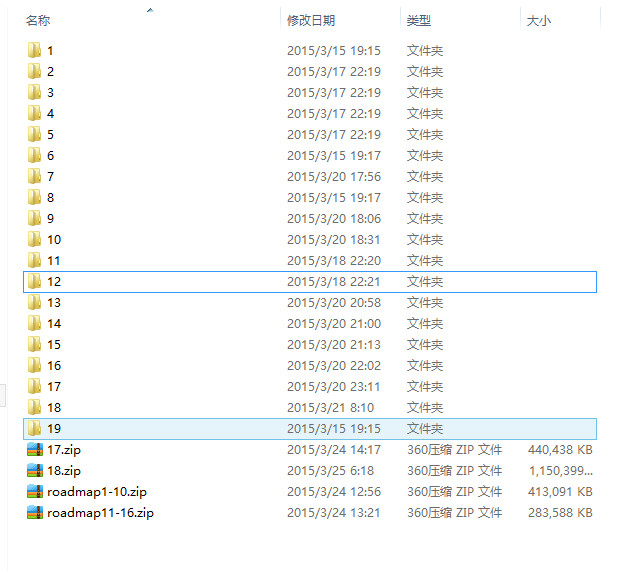 名称 修改日期 类型 大小
1 2015/3/15 19:15 文件夹
2 2015/3/17 22:19 文件夹
3 2015/3/17 22:19 文件夹
4 2015/3/17 22:19 文件夹
5 2015/3/17 22:19 文件夹
6 2015/3/15 19:17 文件夹
7 2015/3/20 17:56 文件夹
8 2015/3/15 19:17 文件夹
9 2015/3/20 18:06 文件夹
10 2015/3/20 18:31 文件夹
11 2015/3/18 22:20 文件夹
12 2015/3/18 22:21 文件夹
13 2015/3/20 20:58 文件夹
14 2015/3/20 21:00 文件夹
15 2015/3/20 21:13 文件夹
16 2015/3/20 22:02 文件夹
17 2015/3/20 23:11 文件夹
18 2015/3/21 8:10 文件夹
19 2015/3/15 19:15 文件夹
17.zip 2015/3/24 14:17 360压缩 ZIP 文件 440,438 KB
18.zip 2015/3/25 6:18 360压缩 ZIP 文件 1,150,399...
roadmap1-10.zip 2015/3/24 12:56 360压缩 ZIP 文件 413,091 KB
roadmap11-16.zip 2015/3/24 13:21 360压缩 ZIP 文件 283,588 KB